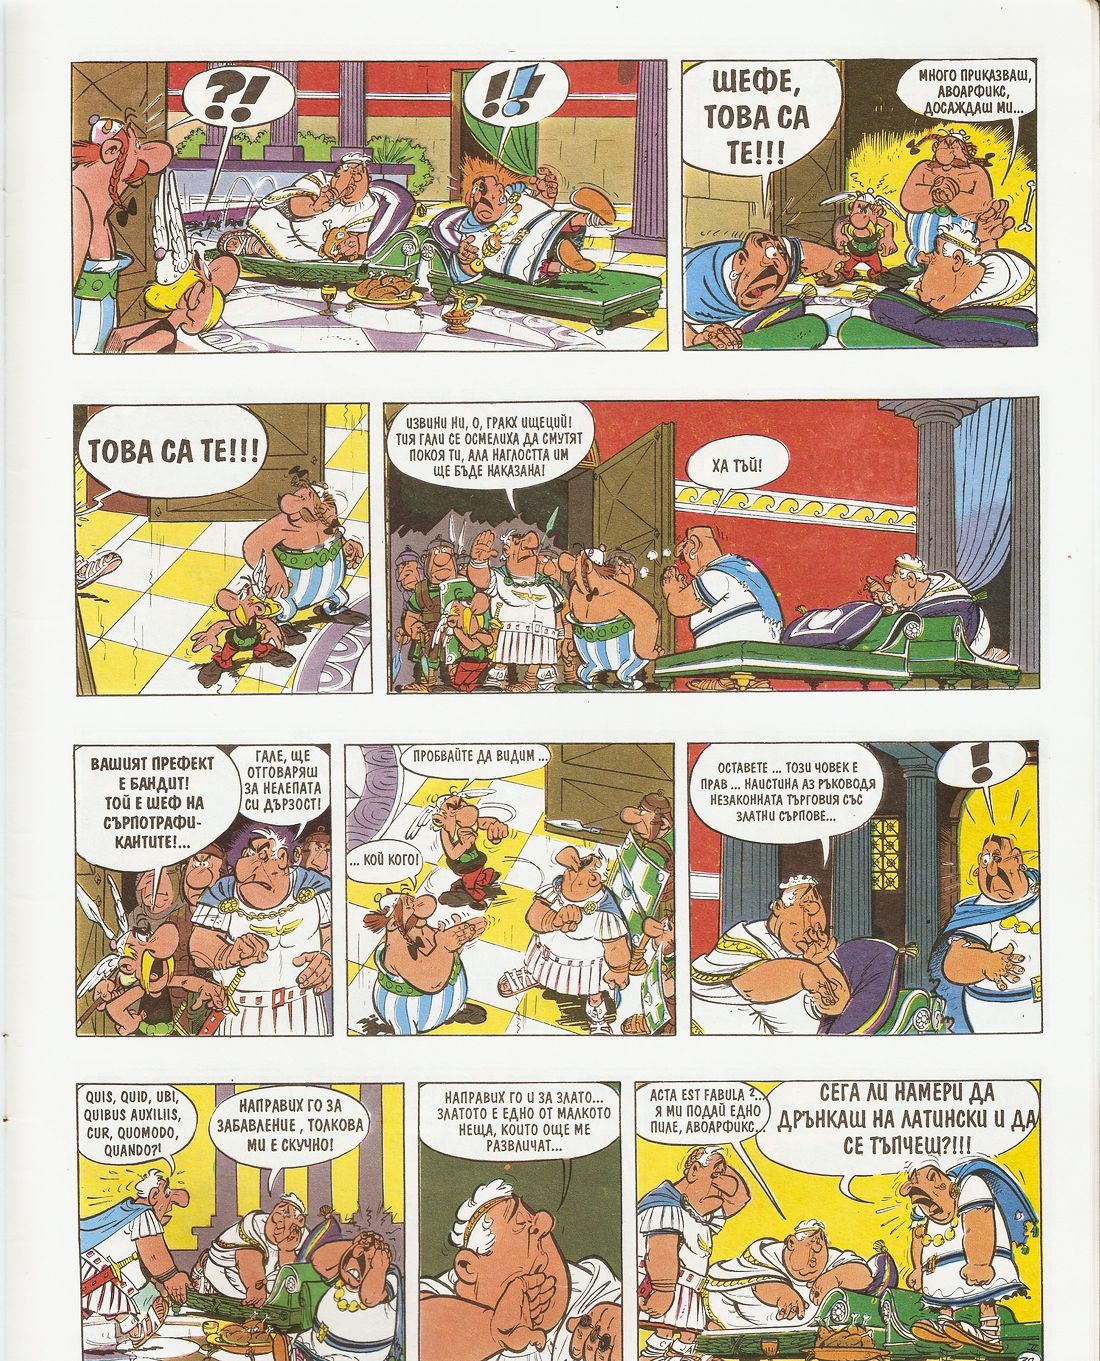 ?!
!!
ШЕФЕ,
ТОВА СА
ТЕ!!!
МНОГО ПРИКАЗВАШ,
АВОАРФИКС,
ДОСАЖДАШ МИ...
ТОВА СА ТЕ!!!
ИЗВИНИ НИ, О, ГРАКХ ИЩЕЦИЙ!
ТИЯ ГАЛИ СЕ ОСМЕЛИХА ДА СМУТЯТ
ПОКОЯ ТИ, АЛА НАГЛОСТТА ИМ
ЩЕ БЪДЕ НАКАЗАНА!
ХА ТЪЙ!
ВАШИЯТ ПРЕФЕКТ
Е БАНДИТ!
ТОЙ Е ШЕФ НА
СЪРПОТРАФИ-
КАНТИТЕ!...
ГАЛЕ, ЩЕ
ОТГОВАРЯШ
ЗА НЕЛЕПАТА
СИ ДЪРЗОСТ!
ПРОБВАЙТЕ ДА ВИДИМ ...
... КОЙ КОГО!
ОСТАВЕТЕ ... ТОЗИ ЧОВЕК Е
ПРАВ ... НАИСТИНА АЗ РЪКОВОДЯ
НЕЗАКОННАТА ТЪРГОВИЯ СЪС
ЗЛАТНИ СЪРПОВЕ...
!
QUIS, QUID, UBI,
QUIBUS AUXILIIS,
CUR, QUOMODO,
QUANDO?!
НАПРАВИХ ГО ЗА
ЗАБАВЛЕНИЕ , ТОЛКОВА
МИ Е СКУЧНО!
НАПРАВИХ ГО И ЗА ЗЛАТО...
ЗЛАТОТО Е ЕДНО ОТ МАЛКОТО
НЕЩА, КОИТО ОЩЕ МЕ
РАЗВЛИЧАТ...
ACTA EST FABULA ²...
Я МИ ПОДАЙ ЕДНО
ПИЛЕ, АВОАРФИКС...
СЕГА ЛИ НАМЕРИ ДА
ДРЪНКАШ НА ЛАТИНСКИ И ДА
СЕ ТЪПЧЕШ?!!!